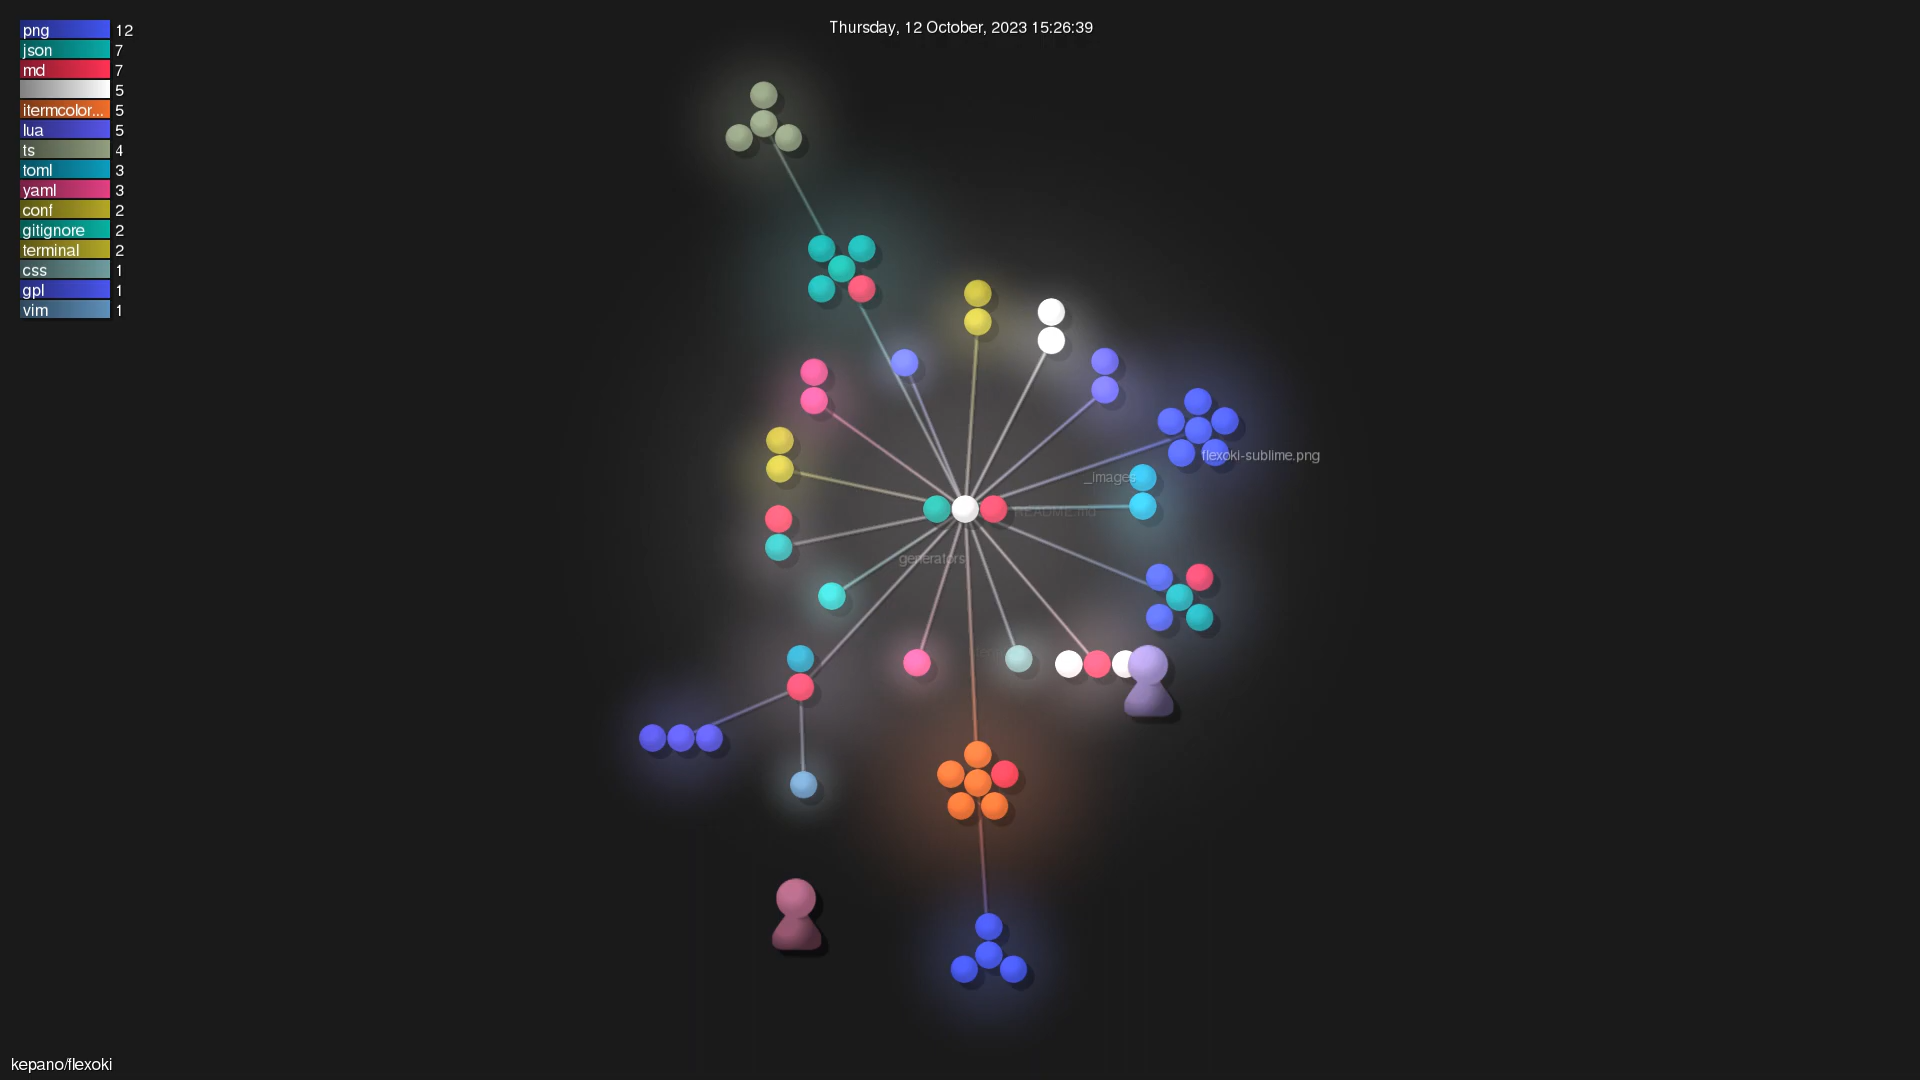 Thursday, 12 October, 2023 15:26:39
png 12
json 7
md 7
5
itermcolor... 5
lua 5
ts 4
toml 3
yaml 3
conf 2
gitignore 2
terminal 2
css 1
gpl 1
vim 1
flexoki-sublime.png
_images
README.md
generators
kepano/flexoki